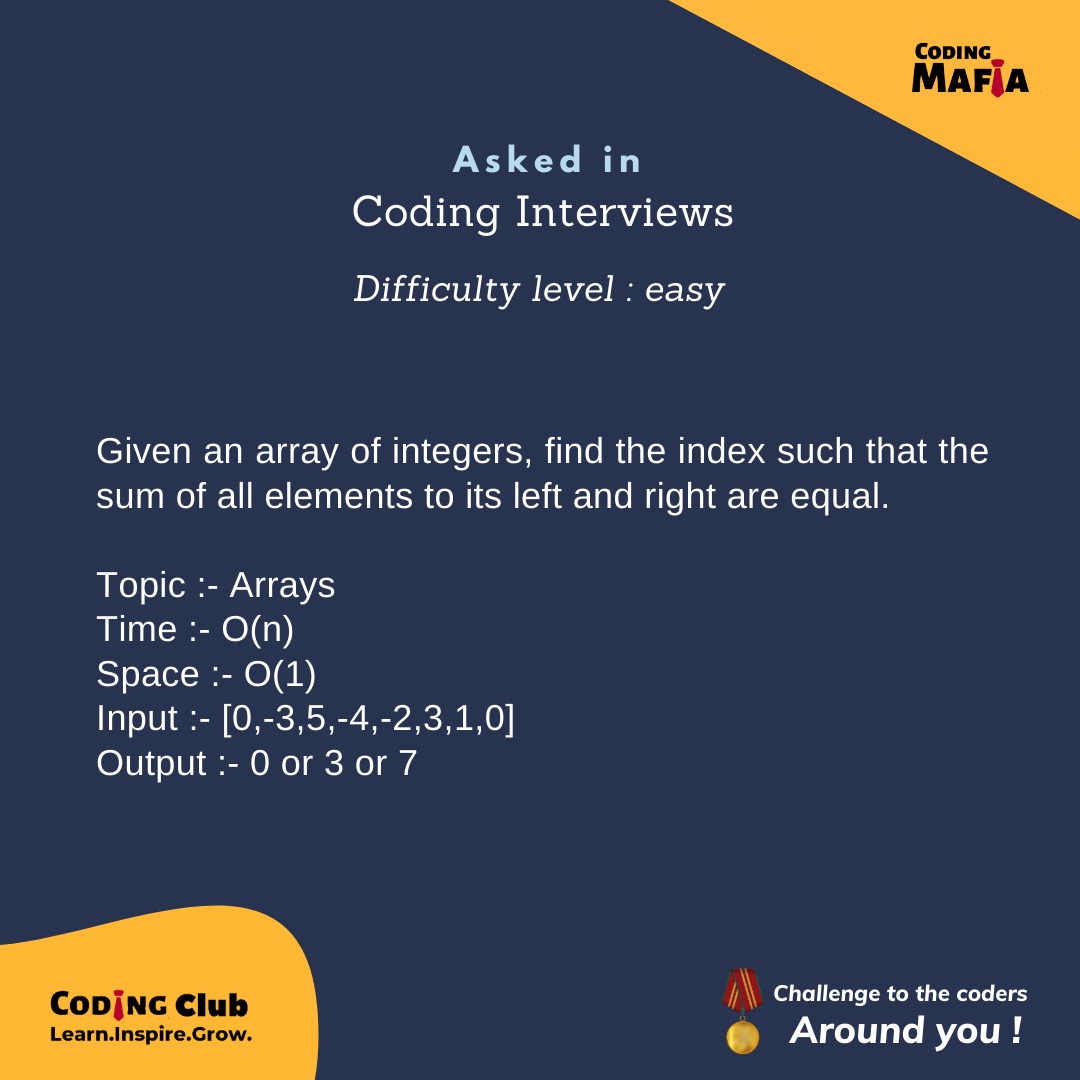 Coding
Mafia
Asked in
Coding Interviews
Difficulty level : easy
Given an array of integers, find the index such that the
sum of all elements to its left and right are equal.
Topic :- Arrays
Time :- O(n)
Space :- O(1)
Input :- [0,-3,5,-4,-2,3,1,0]
Output :- 0 or 3 or 7
Coding Club
Learn.Inspire.Grow.
Challenge to the coders
Around you !